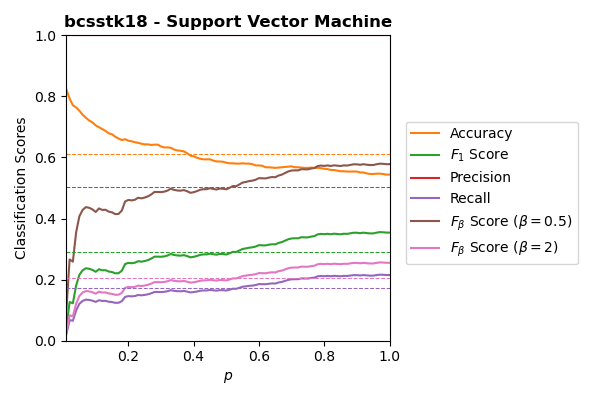 bcsstk18 - Support Vector Machine
1.0
0.8
0.6
0.4
0.2
0.0
Classification Scores
0.2 0.4 0.6 0.8 1.0
p
Accuracy
F₁ Score
Precision
Recall
Fβ Score (β = 0.5)
Fβ Score (β = 2)